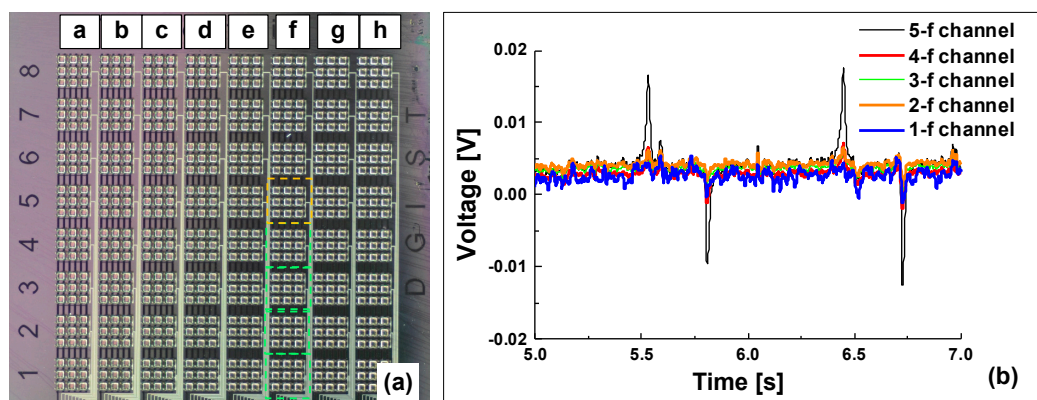 a b c d e f g h
8
7
6
5
4
3
2
1
DGIST
(a)
5-f channel
4-f channel
3-f channel
2-f channel
1-f channel
0.02
0.01
0.00
-0.01
-0.02
Voltage [V]
5.0 5.5 6.0 6.5 7.0
Time [s]
(b)